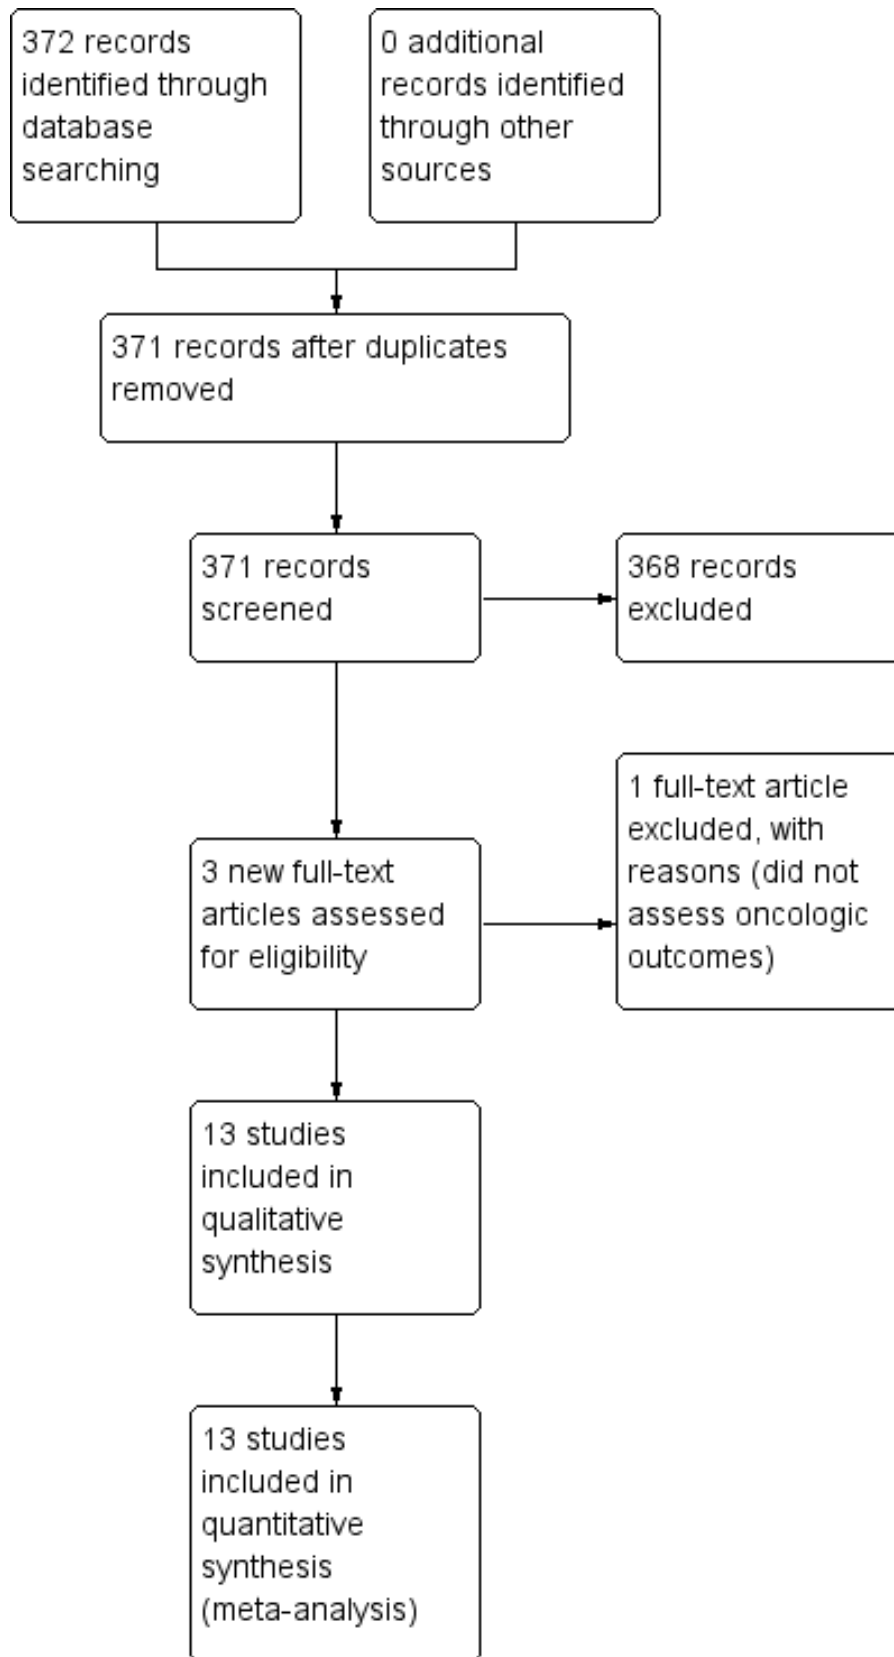 372 records
identified through
database
searching
0 additional
records identified
through other
sources
371 records after duplicates
removed
371 records
screened
368 records
excluded
3 new full-text
articles assessed
for eligibility
1 full-text article
excluded, with
reasons (did not
assess oncologic
outcomes)
13 studies
included in
qualitative
synthesis
13 studies
included in
quantitative
synthesis
(meta-analysis)